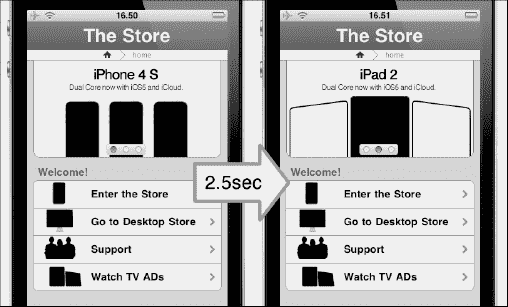 16.50
The Store
home
iPhone 4 S
Dual Core now with iOS5 and iCloud.
Welcome!
Enter the Store
Go to Desktop Store
Support
Watch TV ADs
2.5sec
16.51
The Store
home
iPad 2
Dual Core now with iOS5 and iCloud.
Welcome!
Enter the Store
Go to Desktop Store
Support
Watch TV ADs